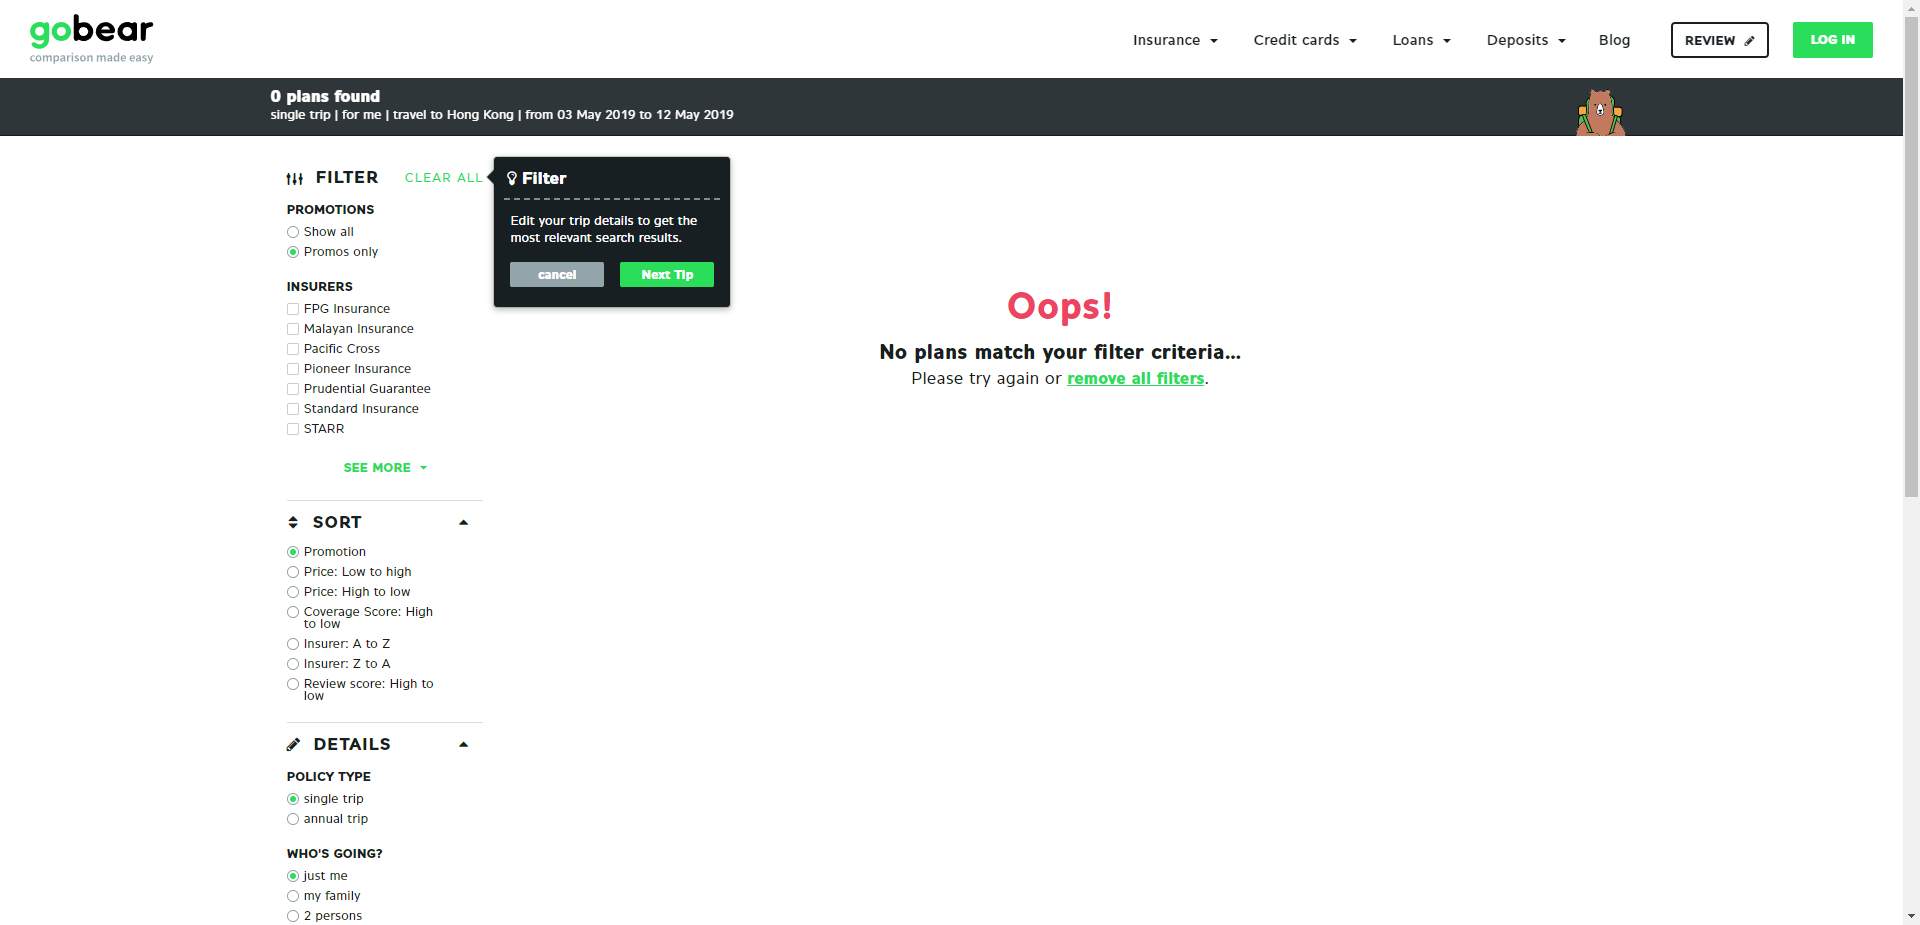 gobear
comparison made easy
Insurance
Credit cards
Loans
Deposits
Blog
REVIEW
LOG IN
0 plans found
single trip | for me | travel to Hong Kong | from 03 May 2019 to 12 May 2019
FILTER
CLEAR ALL
PROMOTIONS
Show all
Promos only
INSURERS
FPG Insurance
Malayan Insurance
Pacific Cross
Pioneer Insurance
Prudential Guarantee
Standard Insurance
STARR
SEE MORE
SORT
Promotion
Price: Low to high
Price: High to low
Coverage Score: High
to low
Insurer: A to Z
Insurer: Z to A
Review score: High to
low
DETAILS
POLICY TYPE
single trip
annual trip
WHO'S GOING?
just me
my family
2 persons
Filter
Edit your trip details to get the
most relevant search results.
cancel
Next Tip
Oops!
No plans match your filter criteria...
Please try again or remove all filters.